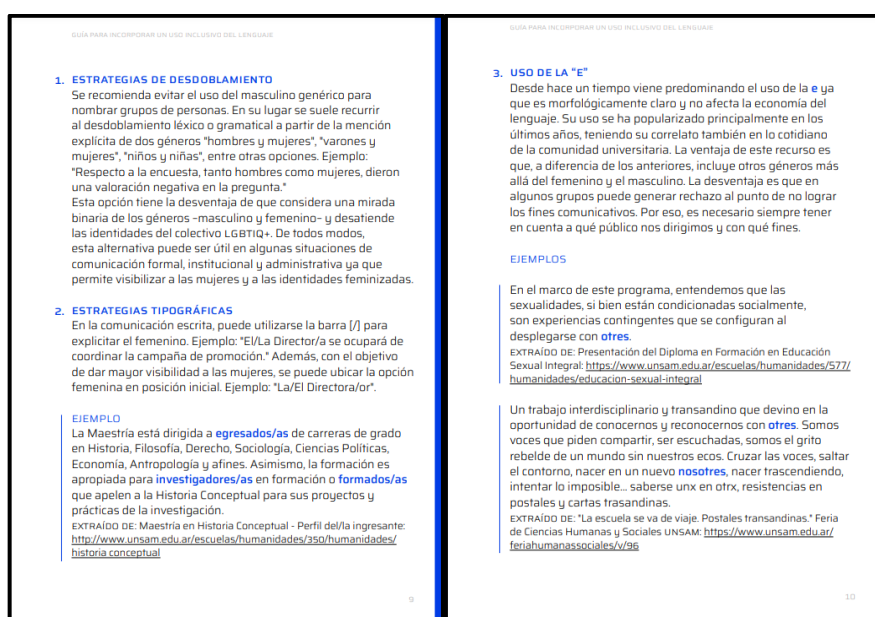 GUÍA PARA INCORPORAR UN USO INCLUSIVO DEL LENGUAJE
1. ESTRATEGIAS DE DESDOBLAMIENTO
Se recomienda evitar el uso del masculino genérico para
nombrar grupos de personas. En su lugar se suele recurrir
al desdoblamiento léxico o gramatical a partir de la mención
explícita de dos géneros "hombres y mujeres", "varones y
mujeres", "niños y niñas", entre otras opciones. Ejemplo:
"Respecto a la encuesta, tanto hombres como mujeres, dieron
una valoración negativa en la pregunta."
Esta opción tiene la desventaja de que considera una mirada
binaria de los géneros –masculino y femenino– y desatiende
las identidades del colectivo LGBTIQ+. De todos modos,
esta alternativa puede ser útil en algunas situaciones de
comunicación formal, institucional y administrativa ya que
permite visibilizar a las mujeres y a las identidades feminizadas.
2. ESTRATEGIAS TIPOGRÁFICAS
En la comunicación escrita, puede utilizarse la barra [/] para
explicitar el femenino. Ejemplo: "El/La Director/a se ocupará de
coordinar la campaña de promoción." Además, con el objetivo
de dar mayor visibilidad a las mujeres, se puede ubicar la opción
femenina en posición inicial. Ejemplo: "La/El Directora/or".
EJEMPLO
La Maestría está dirigida a egresados/as de carreras de grado
en Historia, Filosofía, Derecho, Sociología, Ciencias Políticas,
Economía, Antropología y afines. Asimismo, la formación es
apropiada para investigadores/as en formación o formados/as
que apelen a la Historia Conceptual para sus proyectos y
prácticas de la investigación.
EXTRAÍDO DE: Maestría en Historia Conceptual - Perfil del/la ingresante:
http://www.unsam.edu.ar/escuelas/humanidades/350/humanidades/
historia conceptual
9
GUÍA PARA INCORPORAR UN USO INCLUSIVO DEL LENGUAJE
3. USO DE LA "E"
Desde hace un tiempo viene predominando el uso de la e ya
que es morfológicamente claro y no afecta la economía del
lenguaje. Su uso se ha popularizado principalmente en los
últimos años, teniendo su correlato también en lo cotidiano
de la comunidad universitaria. La ventaja de este recurso es
que, a diferencia de los anteriores, incluye otros géneros más
allá del femenino y el masculino. La desventaja es que en
algunos grupos puede generar rechazo al punto de no lograr
los fines comunicativos. Por eso, es necesario siempre tener
en cuenta a qué público nos dirigimos y con qué fines.
EJEMPLOS
En el marco de este programa, entendemos que las
sexualidades, si bien están condicionadas socialmente,
son experiencias contingentes que se configuran al
desplegarse con otres.
EXTRAÍDO DE: Presentación del Diploma en Formación en Educación
Sexual Integral: https://www.unsam.edu.ar/escuelas/humanidades/577/
humanidades/educacion-sexual-integral
Un trabajo interdisciplinario y transandino que devino en la
oportunidad de conocernos y reconocernos con otres. Somos
voces que piden compartir, ser escuchadas, somos el grito
rebelde de un mundo sin nuestros ecos. Cruzar las voces, saltar
el contorno, nacer en un nuevo nosotres, nacer trascendiendo,
intentar lo imposible... saberse unx en otrx, resistencias en
postales y cartas trasandinas.
EXTRAÍDO DE: "La escuela se va de viaje. Postales transandinas." Feria
de Ciencias Humanas y Sociales UNSAM: https://www.unsam.edu.ar/
feriahumanassociales/v/96
10